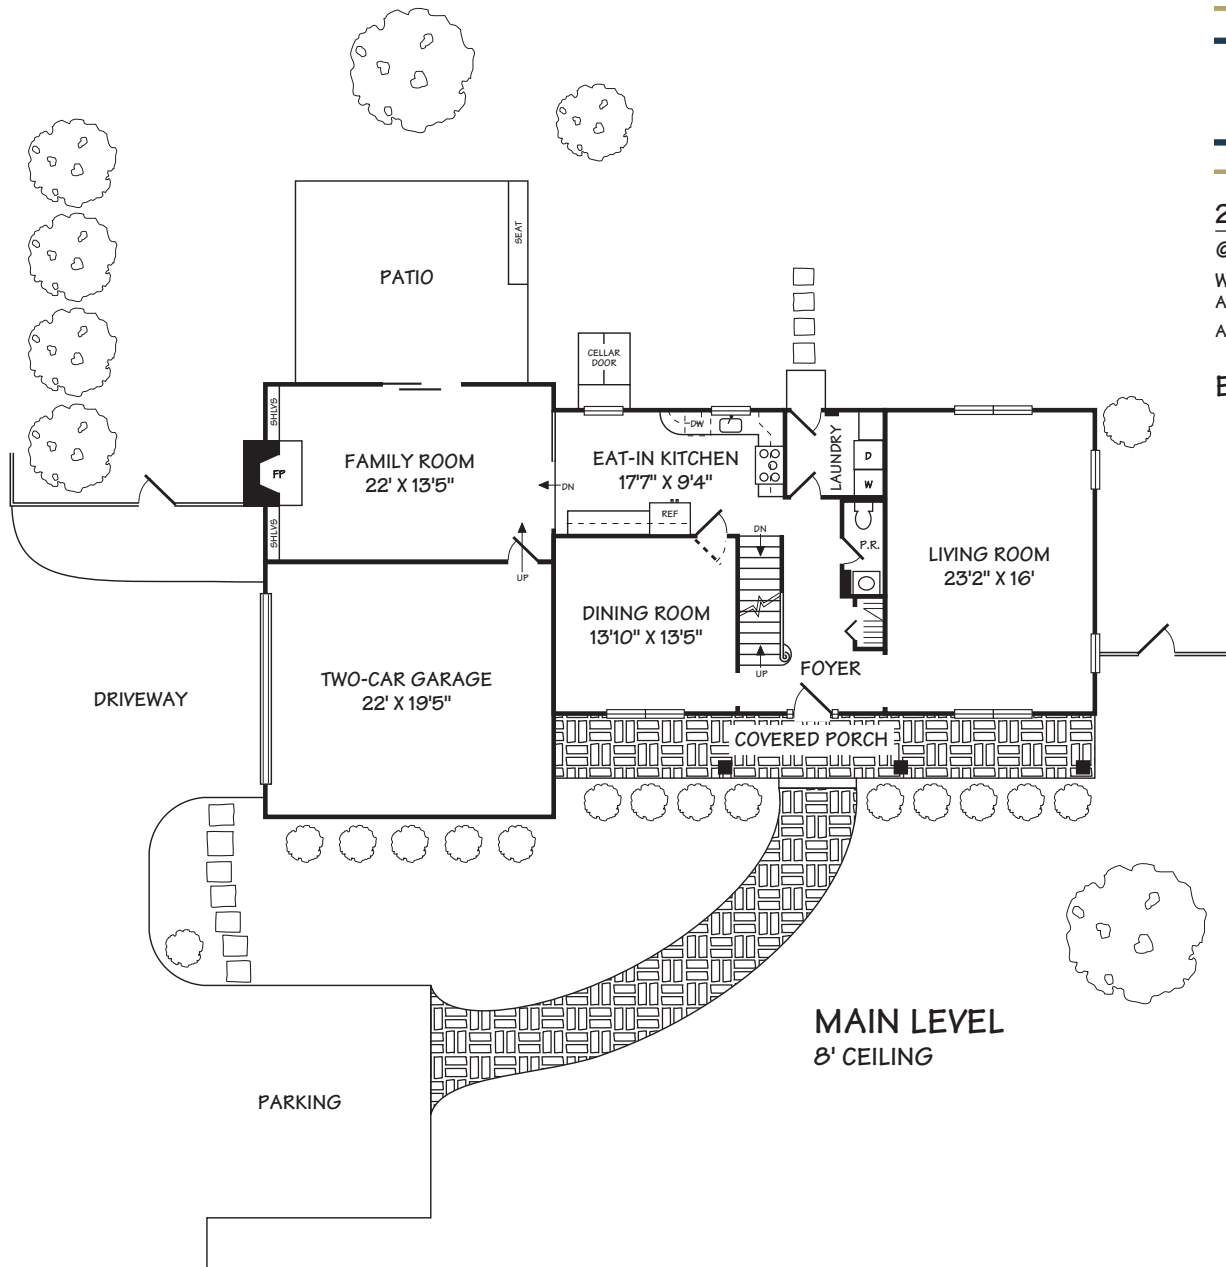 SEAT
PATIO
CELLAR
DOOR
2
@
W
A
A
E
SHLVS
FP
SHLVS
FAMILY ROOM
22' X 13'5"
DN
UP
EAT-IN KITCHEN
17'7" X 9'4"
DW
REF
LAUNDRY
D
W
DN
P.R.
LIVING ROOM
23'2" X 16'
DINING ROOM
13'10" X 13'5"
UP
FOYER
TWO-CAR GARAGE
22' X 19'5"
DRIVEWAY
COVERED PORCH
MAIN LEVEL
8' CEILING
PARKING